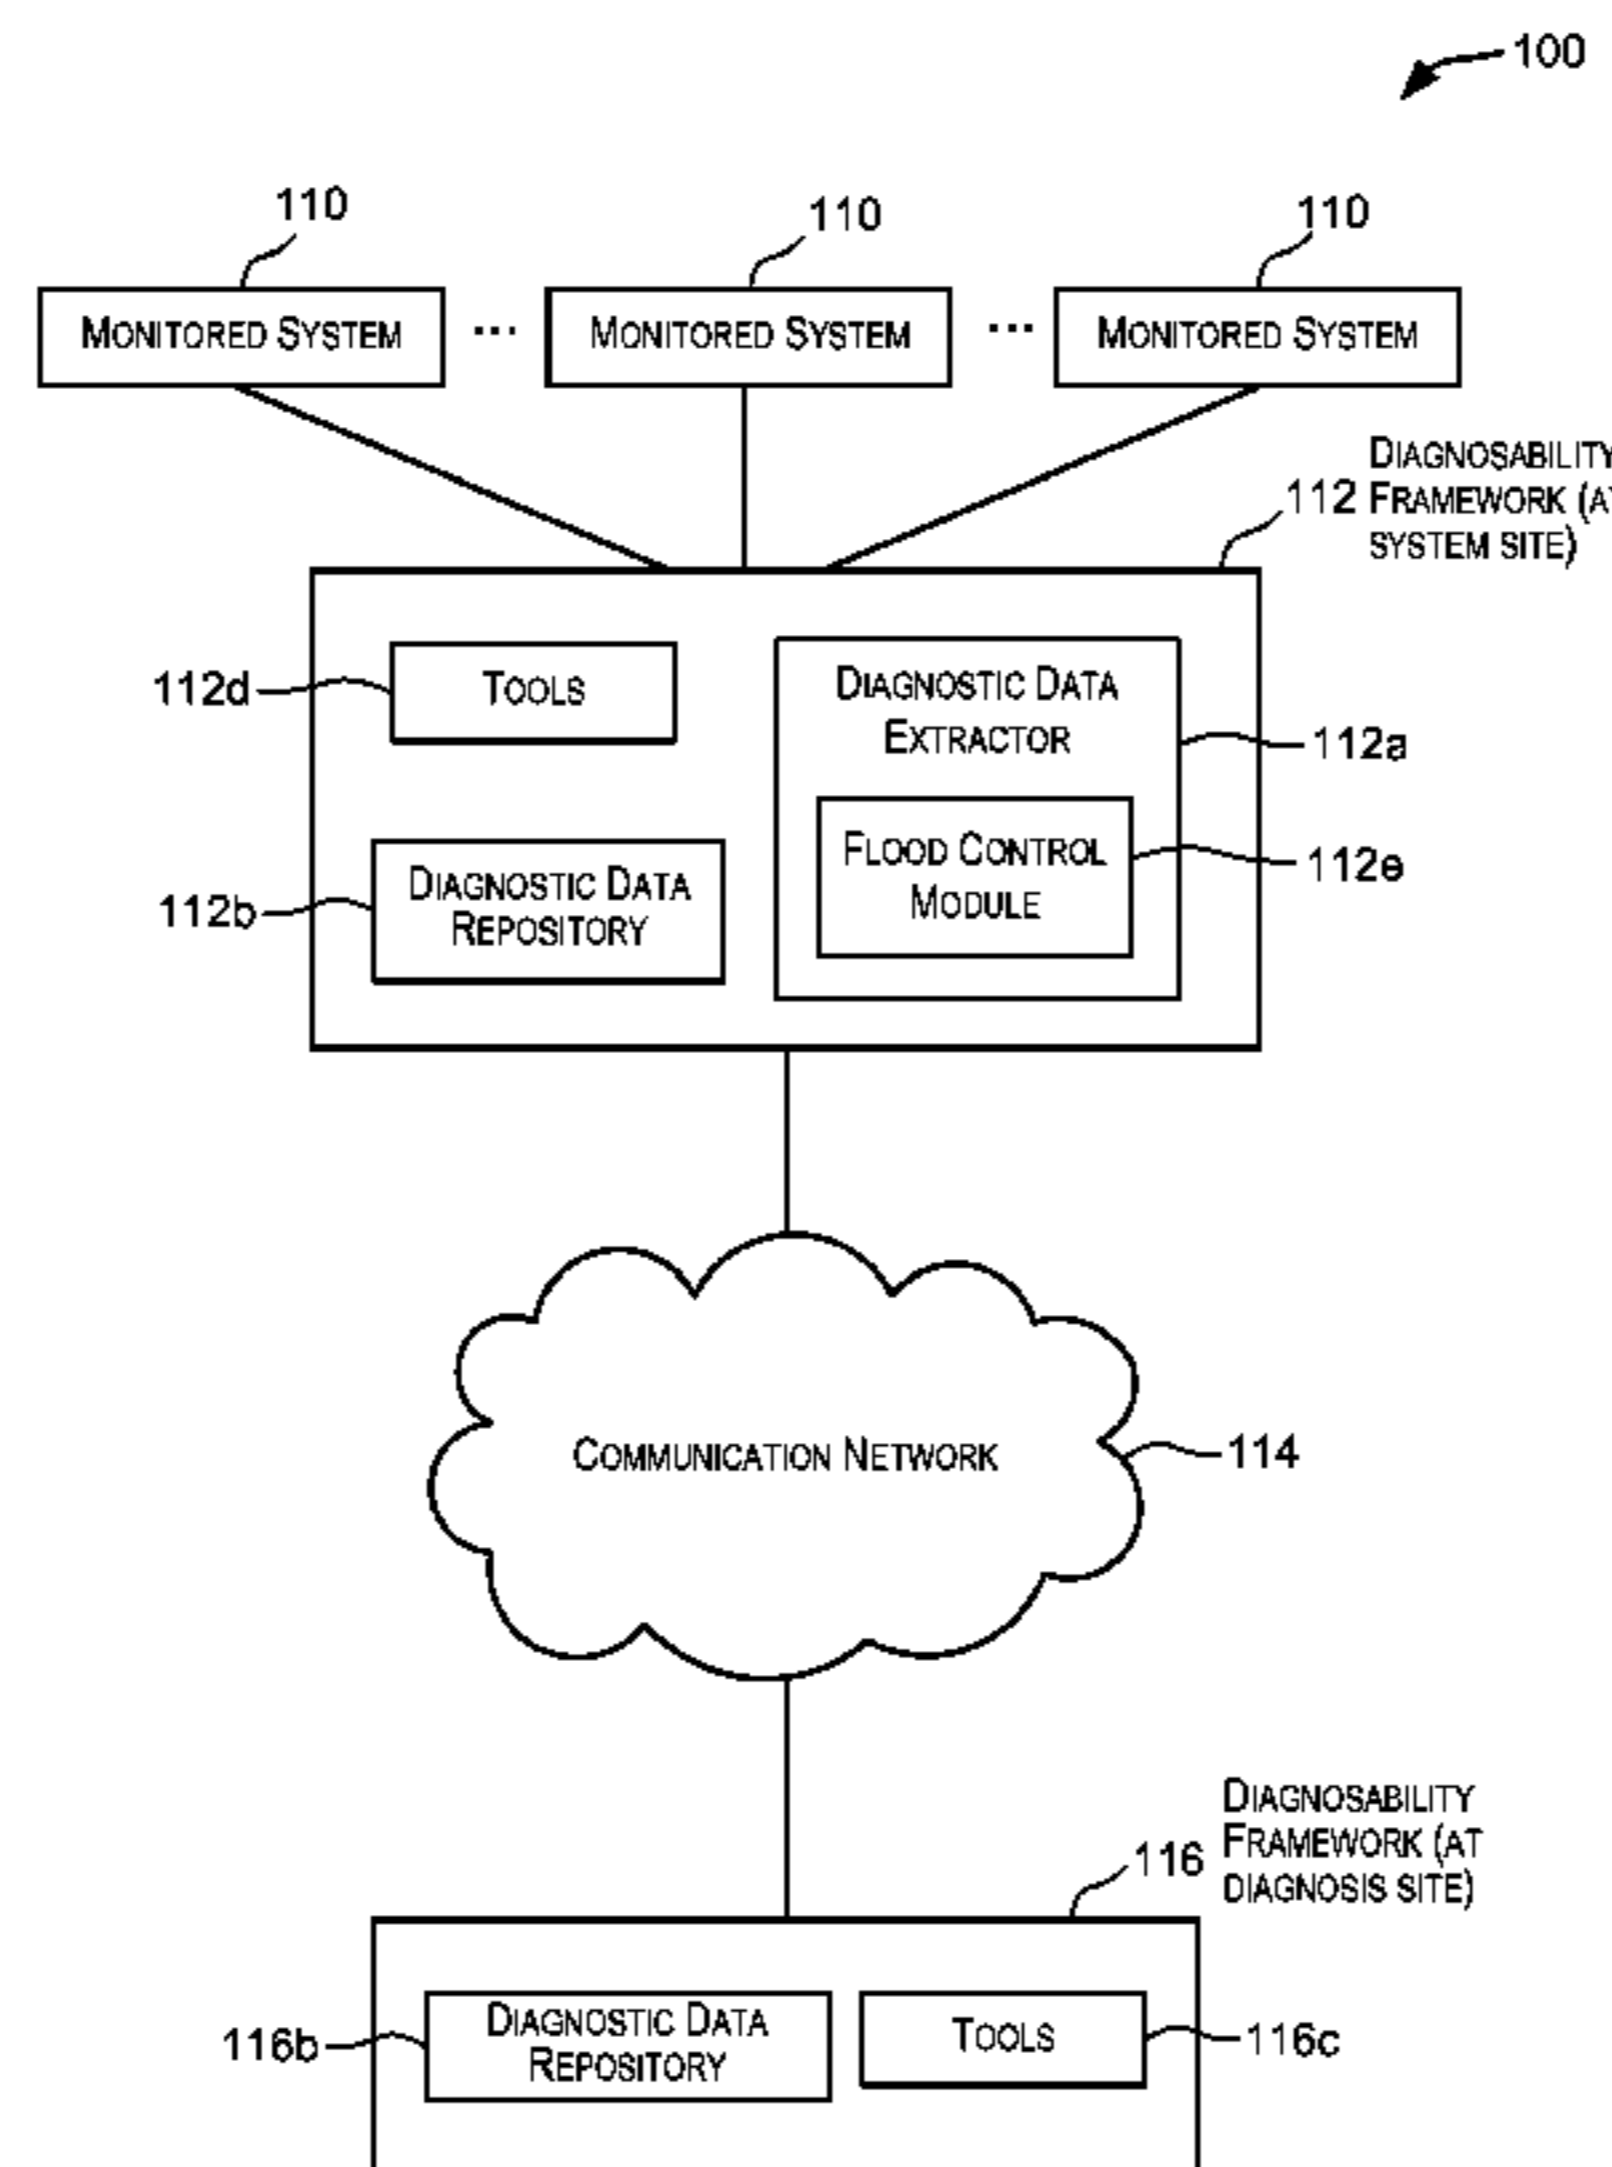 100
110
110
110
MONITORED SYSTEM
...
MONITORED SYSTEM
...
MONITORED SYSTEM
DIAGNOSABILITY
112 FRAMEWORK (AT
SYSTEM SITE)
112d
TOOLS
DIAGNOSTIC DATA
EXTRACTOR
112a
FLOOD CONTROL
MODULE
112e
112b
DIAGNOSTIC DATA
REPOSITORY
COMMUNICATION NETWORK
114
DIAGNOSABILITY
116 FRAMEWORK (AT
DIAGNOSIS SITE)
116b
DIAGNOSTIC DATA
REPOSITORY
TOOLS
116c